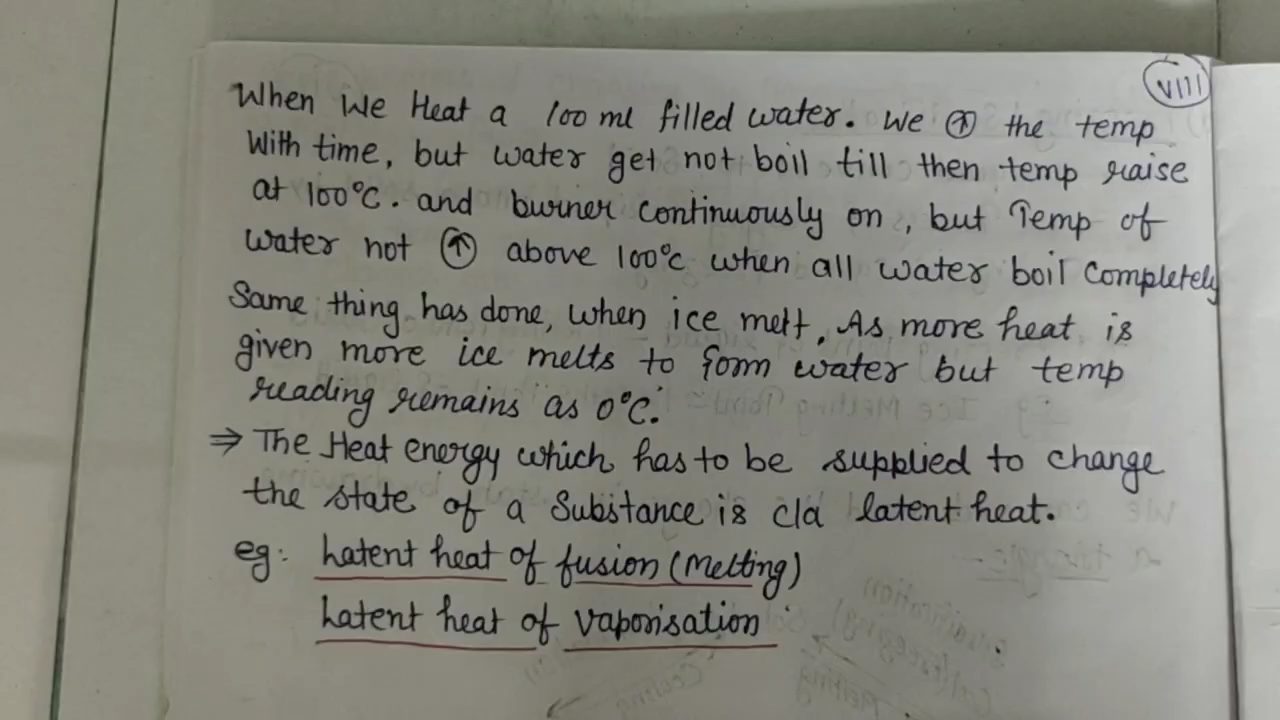 VIII
When We Heat a 100 ml filled water. We ↑ the temp
With time, but water get not boil till then temp raise
at 100°C. and burner continuously on, but Temp of
water not ↑ above 100°C when all water boil completely
Same thing has done, when ice melt. As more heat is
given more ice melts to form water but temp
reading remains as 0°C.
⇒ The Heat energy which has to be supplied to change
the state of a Substance is c/d latent heat.
eg: Latent heat of fusion (Melting)
Latent heat of vaporisation